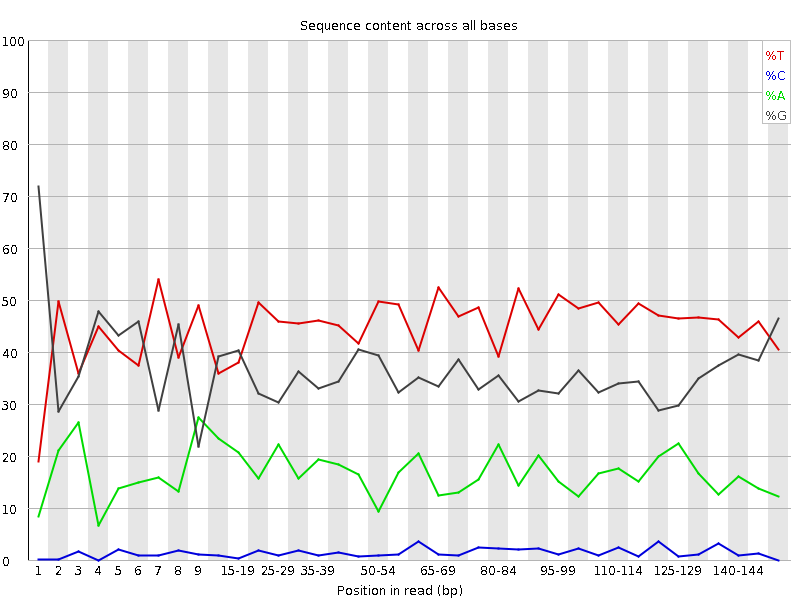 Sequence content across all bases
100
90
80
70
60
50
40
30
20
10
0
%T
%C
%A
%G
1 2 3 4 5 6 7 8 9 15-19 25-29 35-39 50-54 65-69 80-84 95-99 110-114 125-129 140-144
Position in read (bp)